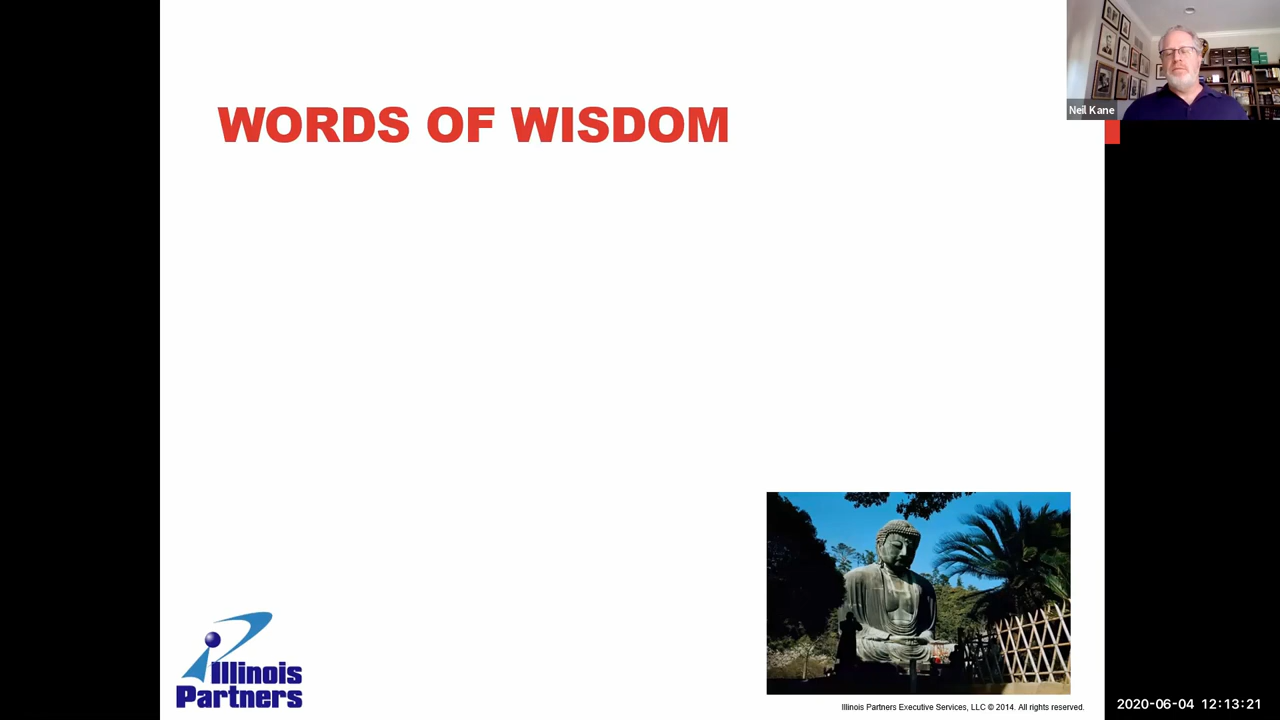 WORDS OF WISDOM
Neil Kane
Illinois
Partners
Illinois Partners Executive Services, LLC © 2014. All rights reserved.
2020-06-04 12:13:21